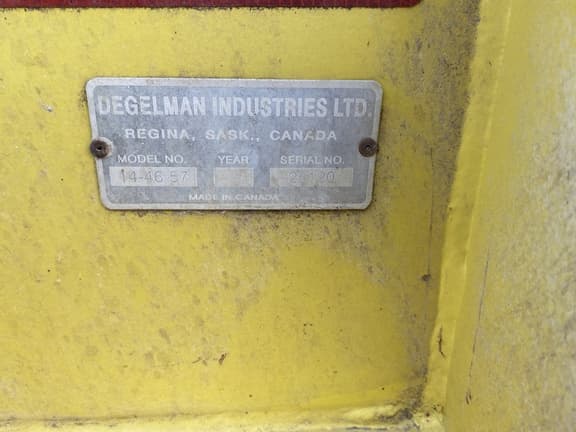 DEGELMAN INDUSTRIES LTD.
REGINA, SASK., CANADA
MODEL NO. YEAR SERIAL NO.
14-46 57
MADE IN CANADA